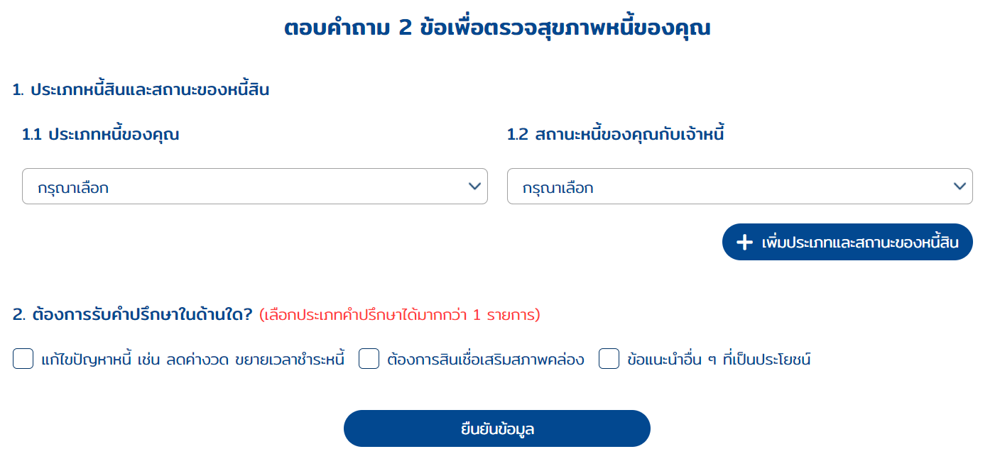 ตอบคำถาม 2 ข้อเพื่อตรวจสุขภาพหนี้ของคุณ
1. ประเภทหนี้สินและสถานะของหนี้สิน
1.1 ประเภทหนี้ของคุณ
1.2 สถานะหนี้ของคุณกับเจ้าหนี้
กรุณาเลือก
กรุณาเลือก
เพิ่มประเภทและสถานะของหนี้สิน
2. ต้องการรับคำปรึกษาในด้านใด? (เลือกประเภทคำปรึกษาได้มากกว่า 1 รายการ)
แก้ไขปัญหาหนี้ เช่น ลดค่างวด ขยายเวลาชำระหนี้ ต้องการสินเชื่อเสริมสภาพคล่อง ข้อแนะนำอื่น ๆ ที่เป็นประโยชน์
ยืนยันข้อมูล